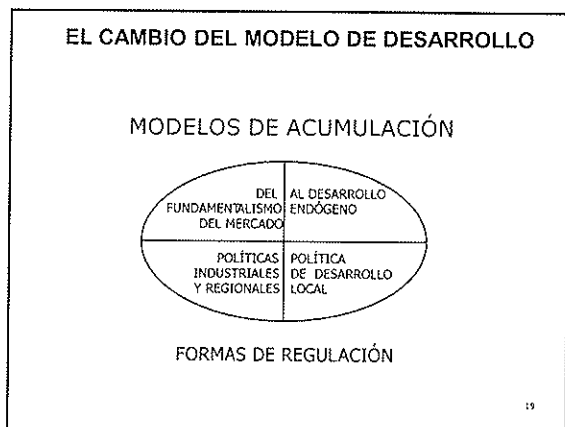 EL CAMBIO DEL MODELO DE DESARROLLO
MODELOS DE ACUMULACIÓN
DEL
FUNDAMENTALISMO
DEL MERCADO
AL DESARROLLO
ENDÓGENO
POLÍTICAS
INDUSTRIALES
Y REGIONALES
POLÍTICA
DE DESARROLLO
LOCAL
FORMAS DE REGULACIÓN
19